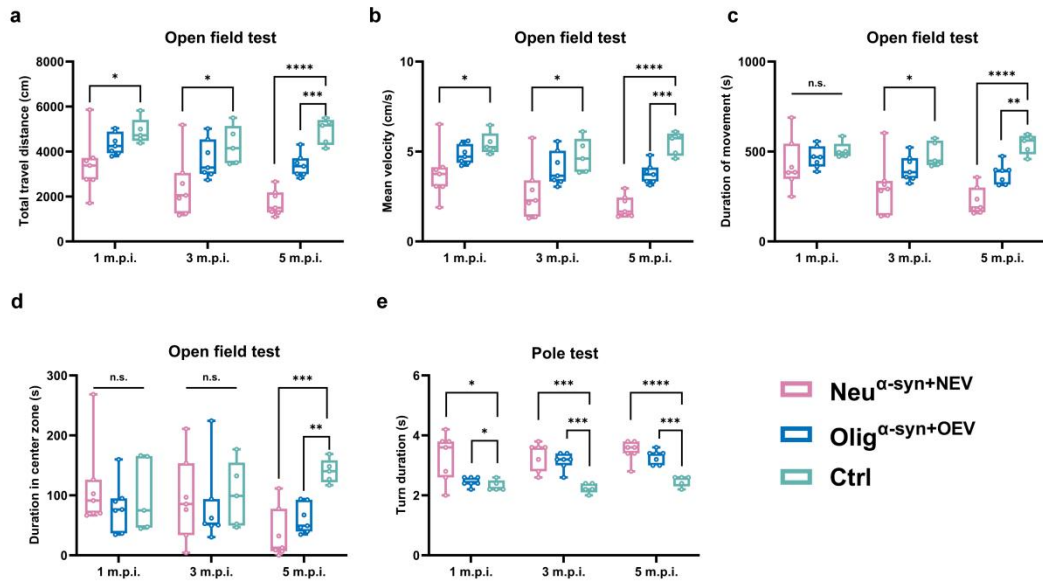 a
Open field test
Total travel distance (cm)
8000
6000
4000
2000
0
*
*
****
***
1 m.p.i.
3 m.p.i.
5 m.p.i.
b
Open field test
Mean velocity (cm/s)
10
5
0
*
*
****
***
1 m.p.i.
3 m.p.i.
5 m.p.i.
c
Open field test
Duration of movement (s)
1000
500
0
n.s.
*
****
**
1 m.p.i.
3 m.p.i.
5 m.p.i.
d
Open field test
Duration in center zone (s)
300
200
100
0
n.s.
n.s.
***
**
1 m.p.i.
3 m.p.i.
5 m.p.i.
e
Pole test
Turn duration (s)
6
4
2
0
*
*
***
***
****
***
1 m.p.i.
3 m.p.i.
5 m.p.i.
Neu^α-syn+NEV
Olig^α-syn+OEV
Ctrl